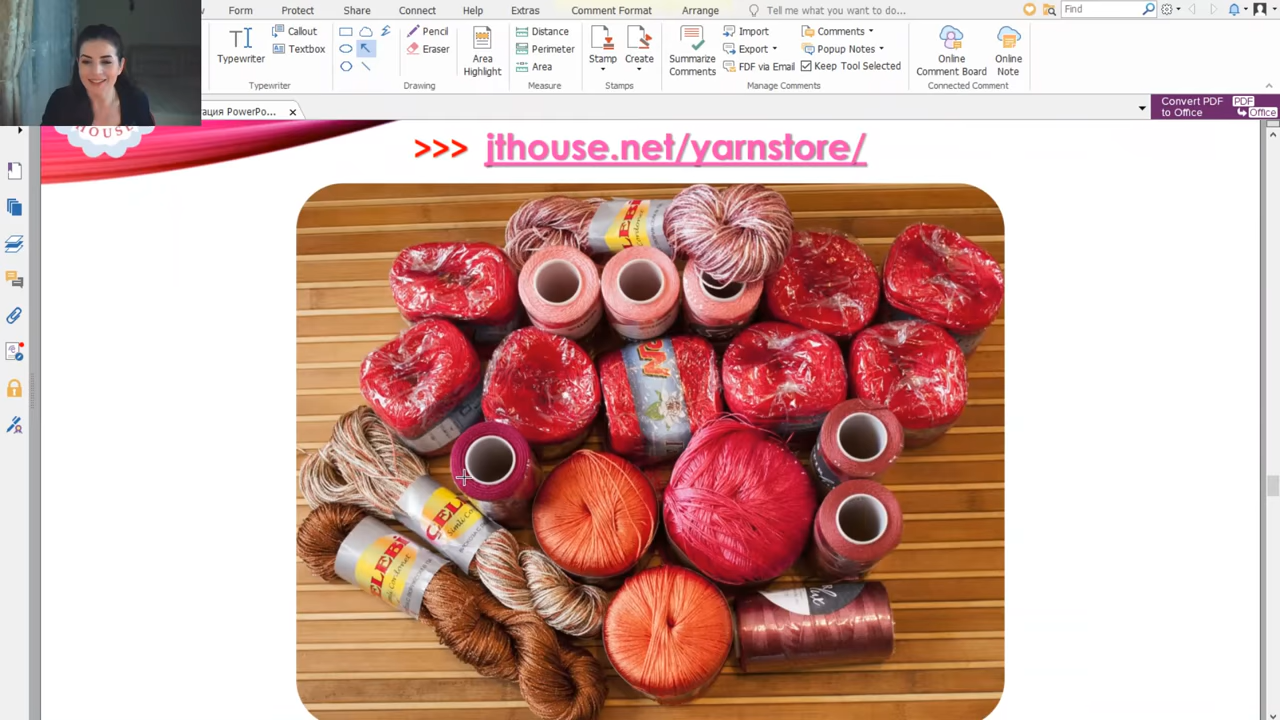 Form Protect Share Connect Help Extras Comment Format Arrange Tell me what you want to do... Find
Typewriter
Callout
Textbox
Typewriter
Pencil
Eraser
Drawing
Area
Highlight
Distance
Perimeter
Area
Measure
Stamp
Create
Stamps
Summarize
Comments
Import
Export
FDF via Email
Comments
Popup Notes
Keep Tool Selected
Manage Comments
Online
Comment Board
Online
Note
Connected Comment
ация PowerPo...
Convert PDF
to Office
PDF
Office
HOUSE
>>> jthouse.net/yarnstore/